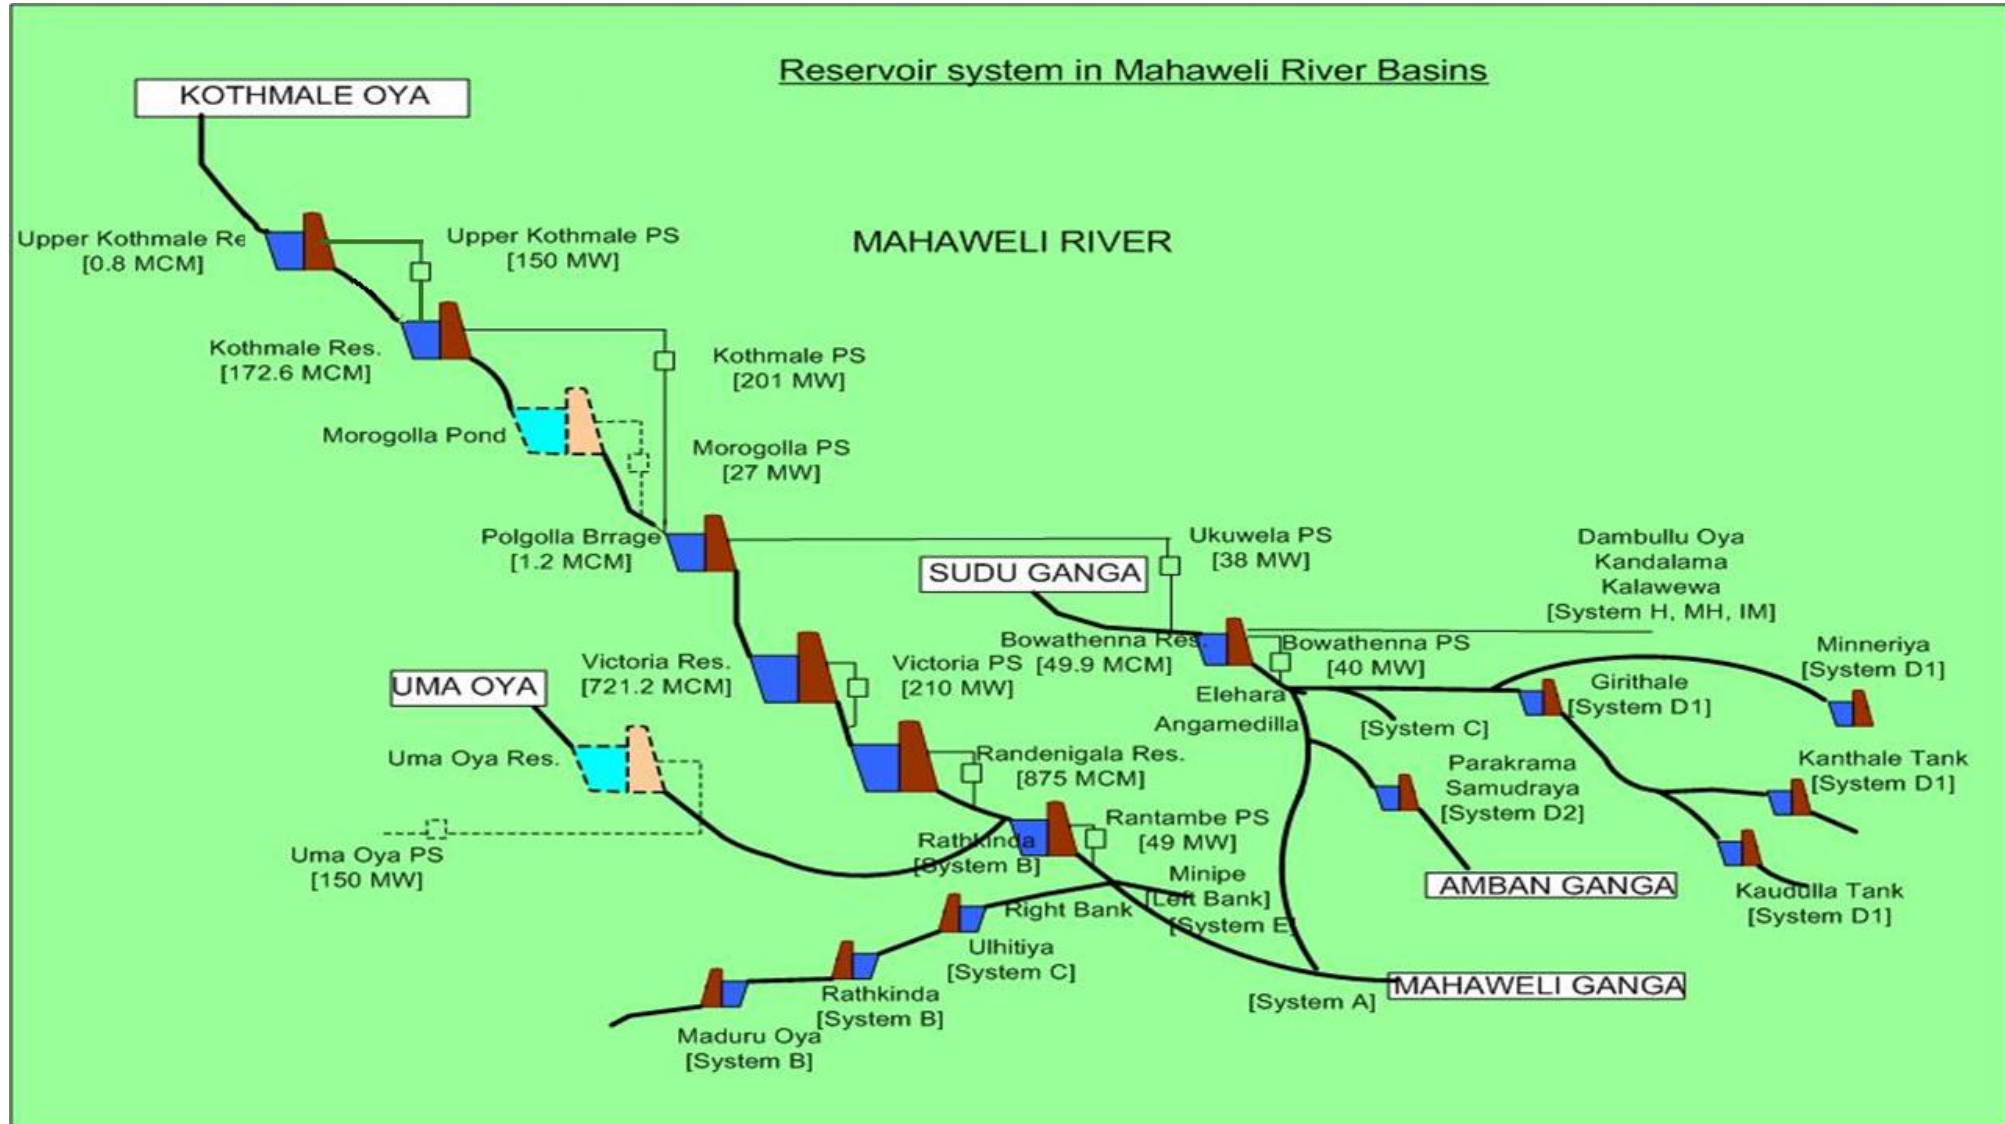 Reservoir system in Mahaweli River Basins
KOTHMALE OYA
MAHAWELI RIVER
Upper Kothmale Re
[0.8 MCM]
Upper Kothmale PS
[150 MW]
Kothmale Res.
[172.6 MCM]
Kothmale PS
[201 MW]
Morogolla Pond
Morogolla PS
[27 MW]
Polgolla Brrage
[1.2 MCM]
Ukuwela PS
[38 MW]
SUDU GANGA
Dambullu Oya
Kandalama
Kalawewa
[System H, MH, IM]
Bowathenna Res.
[49.9 MCM]
Bowathenna PS
[40 MW]
Minneriya
[System D1]
Victoria Res.
[721.2 MCM]
Victoria PS
[210 MW]
UMA OYA
Elehara
Angamedilla
[System C]
Girithale
[System D1]
Uma Oya Res.
Randenigala Res.
[875 MCM]
Parakrama
Samudraya
[System D2]
Kanthale Tank
[System D1]
Rathkinda
[System B]
Rantambe PS
[49 MW]
Uma Oya PS
[150 MW]
Minipe
[Left Bank]
[System E]
Right Bank
AMBAN GANGA
Kaudulla Tank
[System D1]
Ulhitiya
[System C]
Rathkinda
[System B]
Maduru Oya
[System B]
[System A]
MAHAWELI GANGA